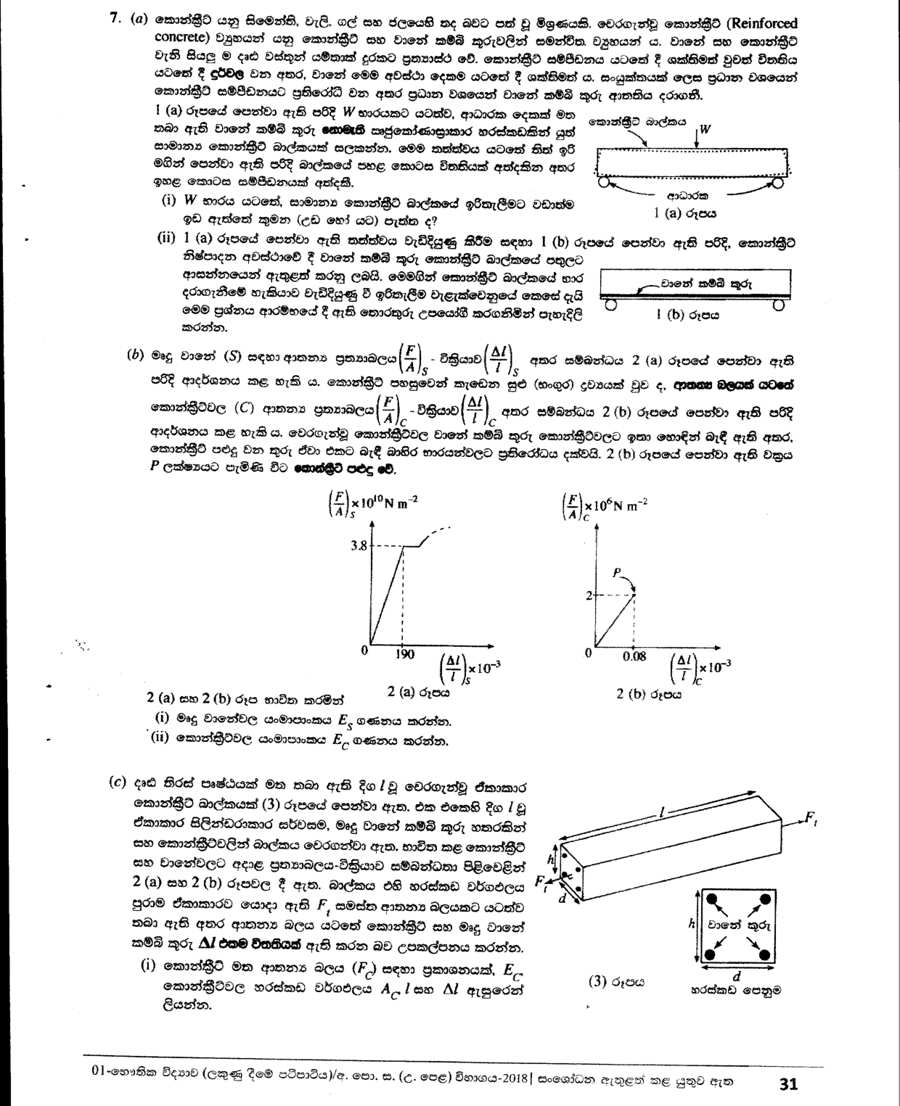 7. (a) කොන්ක්‍රීට් යනු සිමෙන්ති, වැලි, ගල් සහ ජලයෙහි තද බවට පත් වූ මිශ්‍රණයකි. වෙරගැන්වූ කොන්ක්‍රීට් (Reinforced
concrete) ව්‍යුහයන් යනු කොන්ක්‍රීට් සහ වානේ කම්බි කූරුවලින් සමන්විත ව්‍යුහයන් ය. වානේ සහ කොන්ක්‍රීට්
වැනි සියලු ම දෘඪ වස්තූන් යම්තාක් දුරකට ප්‍රත්‍යාස්ථ වේ. කොන්ක්‍රීට් සම්පීඩනය යටතේ දී ශක්තිමත් වුවත් විතතිය
යටතේ දී දුර්වල වන අතර, වානේ මෙම අවස්ථා දෙකම යටතේ දී ශක්තිමත් ය. සංයුක්තයක් ලෙස ප්‍රධාන වශයෙන්
කොන්ක්‍රීට් සම්පීඩනයට ප්‍රතිරෝධී වන අතර ප්‍රධාන වශයෙන් වානේ කම්බි කූරු ආතතිය දරාගනී.
1 (a) රූපයේ පෙන්වා ඇති පරිදි W භාරයකට යටත්ව, ආධාරක දෙකක් මත
තබා ඇති වානේ කම්බි කූරු නොමැති ඍජුකෝණාස්‍රාකාර හරස්කඩකින් යුත්
සාමාන්‍ය කොන්ක්‍රීට් බාල්කයක් සලකන්න. මෙම තත්ත්වය යටතේ තිත් ඉරි
මගින් පෙන්වා ඇති පරිදි බාල්කයේ පහළ කොටස විතතියක් අත්දකින අතර
ඉහළ කොටස සම්පීඩනයක් අත්දකී.
කොන්ක්‍රීට් බාල්කය
W
ආධාරක
1 (a) රූපය
(i) W භාරය යටතේ, සාමාන්‍ය කොන්ක්‍රීට් බාල්කයේ ඉරිතැලීමට වඩාත්ම
ඉඩ ඇත්තේ කුමන (උඩ හෝ යට) පැත්ත ද?
(ii) 1 (a) රූපයේ පෙන්වා ඇති තත්ත්වය වැඩිදියුණු කිරීම සඳහා 1 (b) රූපයේ පෙන්වා ඇති පරිදි, කොන්ක්‍රීට්
නිෂ්පාදන අවස්ථාවේ දී වානේ කම්බි කූරු කොන්ක්‍රීට් බාල්කයේ පතුලට
ආසන්නයෙන් ඇතුළත් කරනු ලබයි. මෙමගින් කොන්ක්‍රීට් බාල්කයේ භාර
දරාගැනීමේ හැකියාව වැඩිදියුණු වී ඉරිතැලීම වැළැක්වෙනුයේ කෙසේ දැයි
මෙම ප්‍රශ්නය ආරම්භයේ දී ඇති තොරතුරු උපයෝගී කරගනිමින් පැහැදිලි
කරන්න.
වානේ කම්බි කූරු
1 (b) රූපය
(b) මෘදු වානේ (S) සඳහා ආතන්‍ය ප්‍රත්‍යාබලය (F/A)S - වික්‍රියාව (Δl/l)S අතර සම්බන්ධය 2 (a) රූපයේ පෙන්වා ඇති
පරිදි ආදර්ශනය කළ හැකි ය. කොන්ක්‍රීට් පහසුවෙන් කැඩෙන සුළු (භංගුර) ද්‍රව්‍යයක් වුව ද, ආතන්‍ය බලයක් යටතේ
කොන්ක්‍රීට්වල (C) ආතන්‍ය ප්‍රත්‍යාබලය (F/A)C - වික්‍රියාව (Δl/l)C අතර සම්බන්ධය 2 (b) රූපයේ පෙන්වා ඇති පරිදි
ආදර්ශනය කළ හැකි ය. වෙරගැන්වූ කොන්ක්‍රීට්වල වානේ කම්බි කූරු කොන්ක්‍රීට්වලට ඉතා හොඳින් බැඳී ඇති අතර,
කොන්ක්‍රීට් පළුදු වන තුරු ඒවා එකට බැඳී බාහිර භාරයන්වලට ප්‍රතිරෝධය දක්වයි. 2 (b) රූපයේ පෙන්වා ඇති වක්‍රය
P ලක්ෂ්‍යයට පැමිණි විට කොන්ක්‍රීට් පළුදු වේ.
(F/A)S ×10¹⁰ N m⁻²
3.8
0
190
(Δl/l)S ×10⁻³
2 (a) රූපය
(F/A)C ×10⁶ N m⁻²
P
2
0
0.08
(Δl/l)C ×10⁻³
2 (b) රූපය
2 (a) සහ 2 (b) රූප භාවිත කරමින්
(i) මෘදු වානේවල යංමාපාංකය E_S ගණනය කරන්න.
(ii) කොන්ක්‍රීට්වල යංමාපාංකය E_C ගණනය කරන්න.
(c) දෘඪ තිරස් පෘෂ්ඨයක් මත තබා ඇති දිග l වූ වෙරගැන්වූ ඒකාකාර
කොන්ක්‍රීට් බාල්කයක් (3) රූපයේ පෙන්වා ඇත. එක එකෙහි දිග l වූ
ඒකාකාර සිලින්ඩරාකාර සර්වසම, මෘදු වානේ කම්බි කූරු හතරකින්
සහ කොන්ක්‍රීට්වලින් බාල්කය වෙරගන්වා ඇත. භාවිත කළ කොන්ක්‍රීට්
සහ වානේවලට අදාළ ප්‍රත්‍යාබලය-වික්‍රියාව සම්බන්ධතා පිළිවෙළින්
2 (a) සහ 2 (b) රූපවල දී ඇත. බාල්කය එහි හරස්කඩ වර්ගඵලය
පුරාම ඒකාකාරව යොදා ඇති F_t සමස්ත ආතන්‍ය බලයකට යටත්ව
තබා ඇති අතර ආතන්‍ය බලය යටතේ කොන්ක්‍රීට් සහ මෘදු වානේ
කම්බි කූරු Δl එකම විතතියක් ඇති කරන බව උපකල්පනය කරන්න.
(i) කොන්ක්‍රීට් මත ආතන්‍ය බලය (F_C) සඳහා ප්‍රකාශනයක්, E_C
කොන්ක්‍රීට්වල හරස්කඩ වර්ගඵලය A_C l සහ Δl ඇසුරෙන්
ලියන්න.
l
F_t
h
F_t
c
d
h
වානේ කූරු
d
(3) රූපය
හරස්කඩ පෙනුම
01-භෞතික විද්‍යාව (ලකුණු දීමේ පටිපාටිය)/අ. පො. ස. (උ. පෙළ) විභාගය-2018| සංශෝධන ඇතුළත් කළ යුතුව ඇත
31